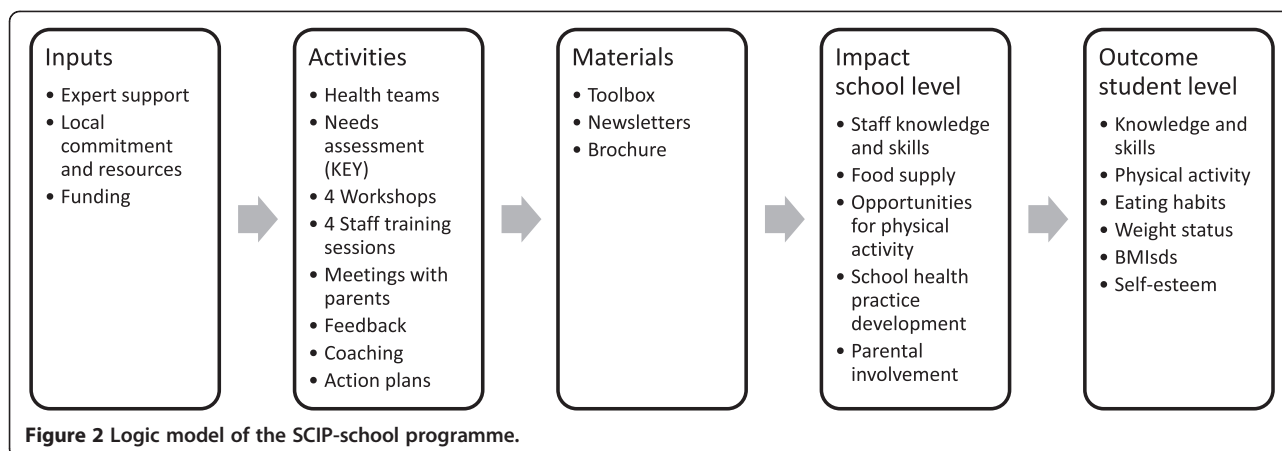 Inputs
• Expert support
• Local
commitment
and resources
• Funding
Activities
• Health teams
• Needs
assessment
(KEY)
• 4 Workshops
• 4 Staff training
sessions
• Meetings with
parents
• Feedback
• Coaching
• Action plans
Materials
• Toolbox
• Newsletters
• Brochure
Impact
school level
• Staff knowledge
and skills
• Food supply
• Opportunities
for physical
activity
• School health
practice
development
• Parental
involvement
Outcome
student level
• Knowledge and
skills
• Physical activity
• Eating habits
• Weight status
• BMIsds
• Self-esteem
Figure 2 Logic model of the SCIP-school programme.